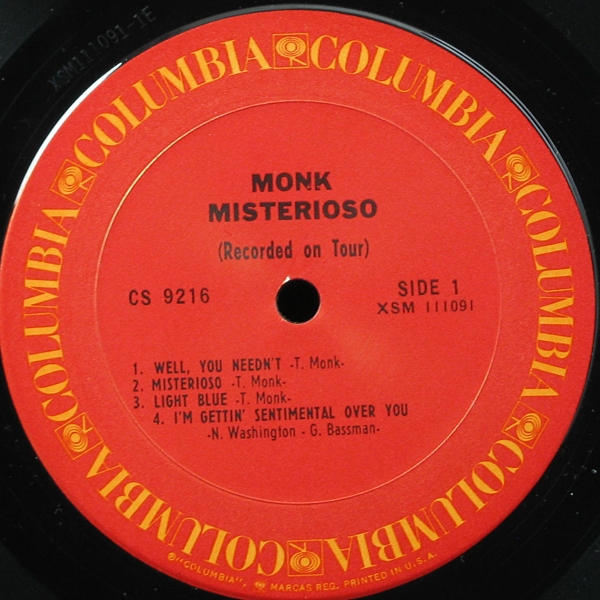 XSM111091-1E
COLUMBIA COLUMBIA COLUMBIA COLUMBIA COLUMBIA COLUMBIA COLUMBIA
MONK
MISTERIOSO
(Recorded on Tour)
CS 9216
SIDE 1
XSM 111091
1. WELL, YOU NEEDN'T -T. Monk-
2. MISTERIOSO -T. Monk-
3. LIGHT BLUE -T. Monk-
4. I'M GETTIN' SENTIMENTAL OVER YOU
-N. Washington - G. Bassman-
®"COLUMBIA", MARCAS REG. PRINTED IN U.S.A.